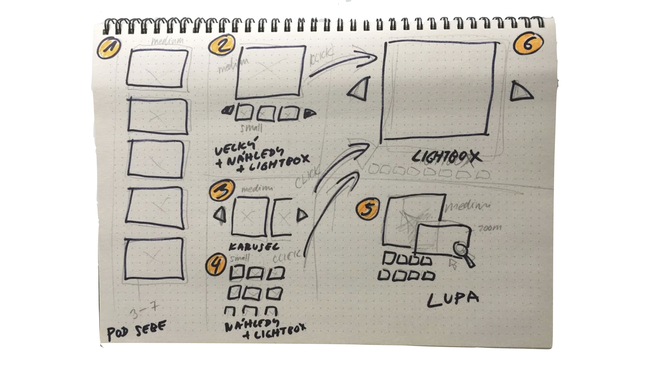 1
medium
3-7
POD SEBE
2
medium
CLICK
small
VELKÝ
+ NÁHLEDY
+ LIGHTBOX
3
medium
CLICK
KARUSEL
4
small
CLICK
NÁHLEDY
+ LIGHTBOX
6
LIGHTBOX
5
medium
zoom
LUPA